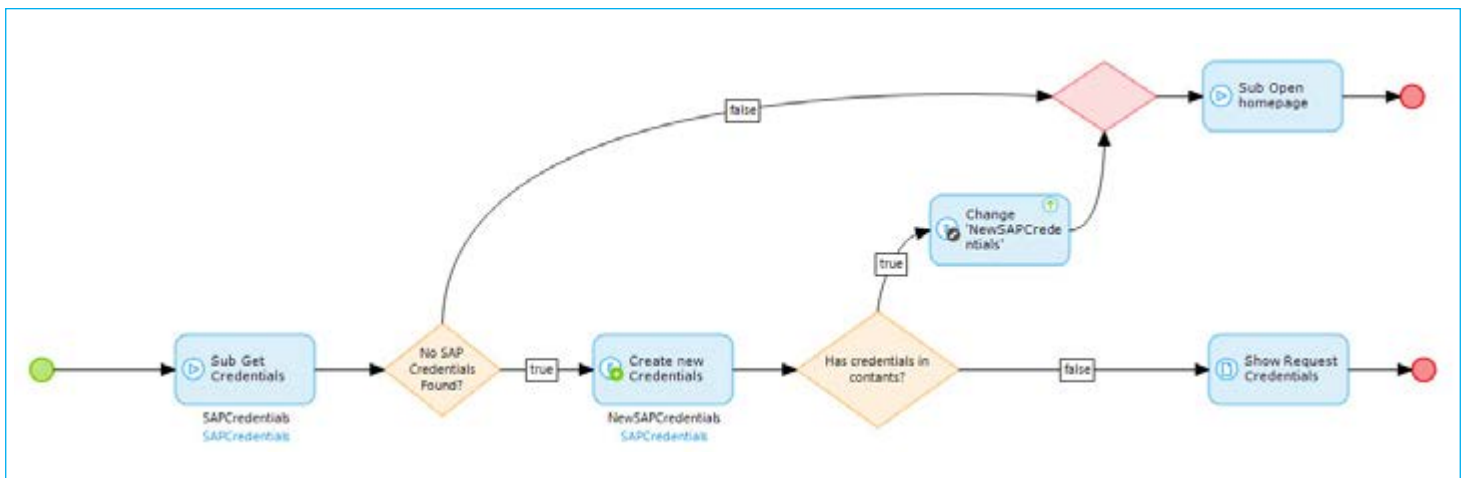 Sub Open
homepage
false
Change
'NewSAPCrede
ntials'
true
Sub Get
Credentials
SAPCredentials
SAPCredentials
No SAP
Credentials
Found?
true
Create new
Credentials
NewSAPCredentials
SAPCredentials
Has credentials in
contants?
false
Show Request
Credentials